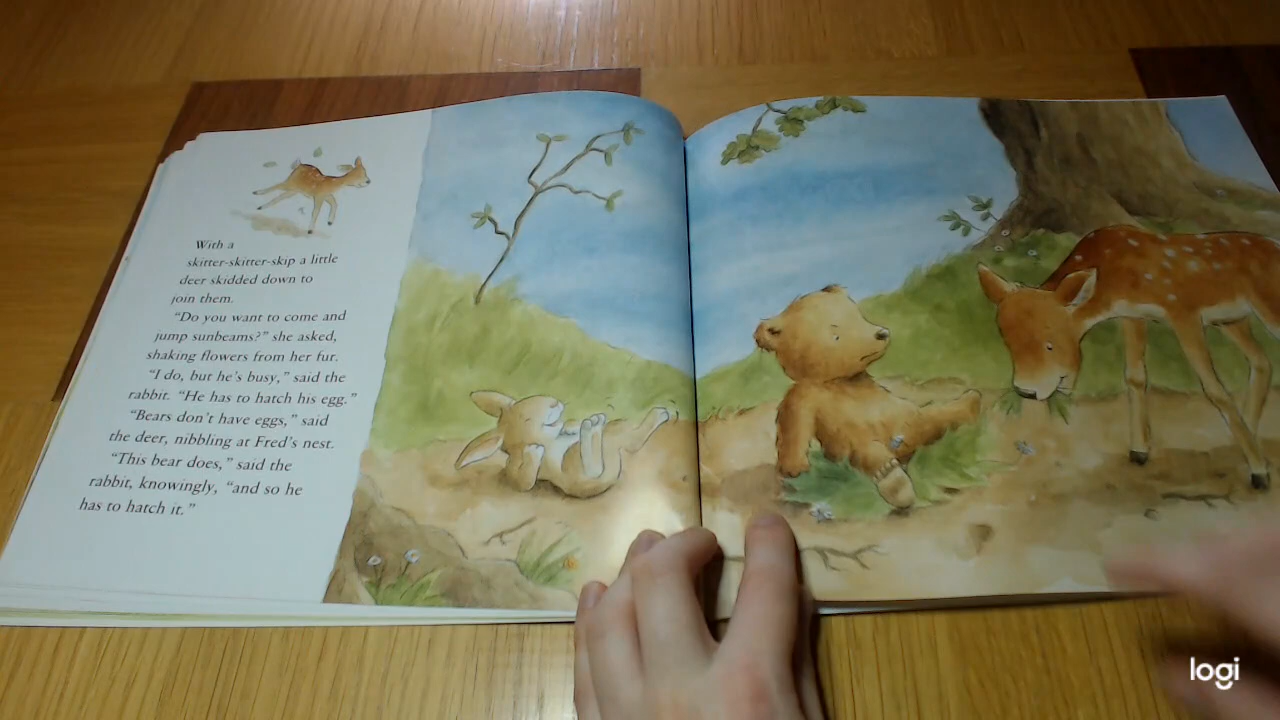 With a
skitter-skitter-skip a little
deer skidded down to
join them.
"Do you want to come and
jump sunbeams?" she asked,
shaking flowers from her fur.
"I do, but he's busy," said the
rabbit. "He has to hatch his egg."
"Bears don't have eggs," said
the deer, nibbling at Fred's nest.
"This bear does," said the
rabbit, knowingly, "and so he
has to hatch it."
logi